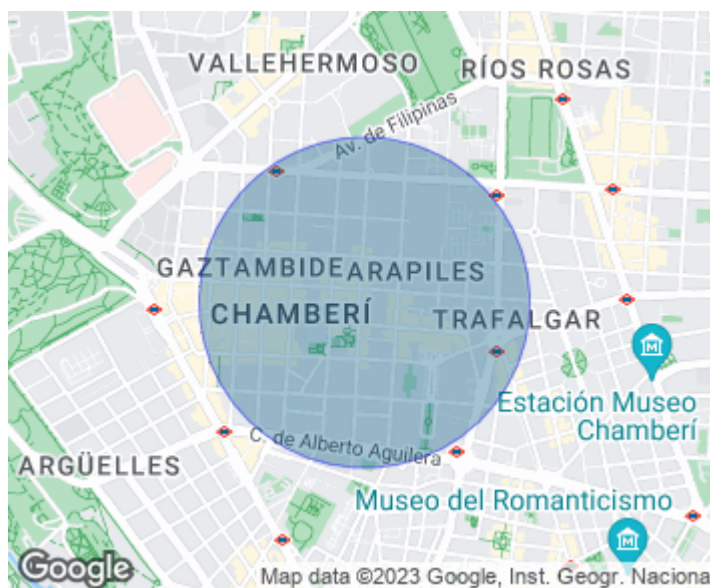 VALLEHERMOSO
RÍOS ROSAS
Av. de Filipinas
GAZTAMBIDE
ARAPILES
CHAMBERÍ
TRAFALGAR
Estación Museo
Chamberí
C. de Alberto Aguilera
ARGÜELLES
Museo del Romanticismo
Google
Map data ©2023 Google, Inst. Geogr. Naciona